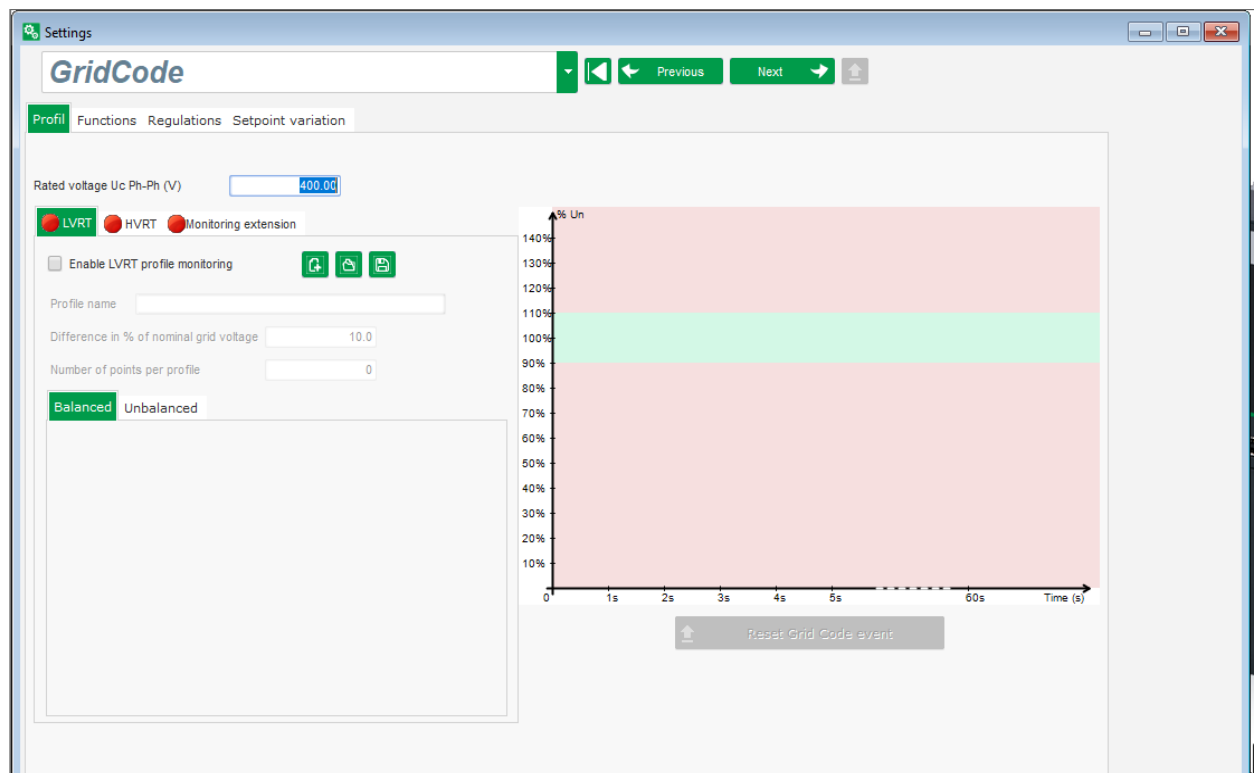 Settings
GridCode
Previous
Next
Profil Functions Regulations Setpoint variation
Rated voltage Uc Ph-Ph (V) 400.00
LVRT HVRT Monitoring extension
Enable LVRT profile monitoring
Profile name
Difference in % of nominal grid voltage 10.0
Number of points per profile 0
Balanced Unbalanced
% Un
140%
130%
120%
110%
100%
90%
80%
70%
60%
50%
40%
30%
20%
10%
0 1s 2s 3s 4s 5s 60s Time (s)
Reset Grid Code event